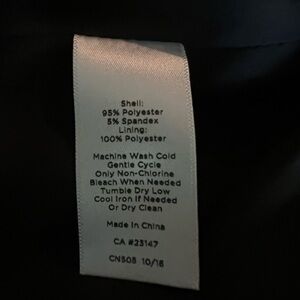 Shell:
95% Polyester
5% Spandex
Lining:
100% Polyester
Machine Wash Cold
Gentle Cycle
Only Non-Chlorine
Bleach When Needed
Tumble Dry Low
Cool Iron If Needed
Or Dry Clean
Made in China
CA #23147
CN508 10/16